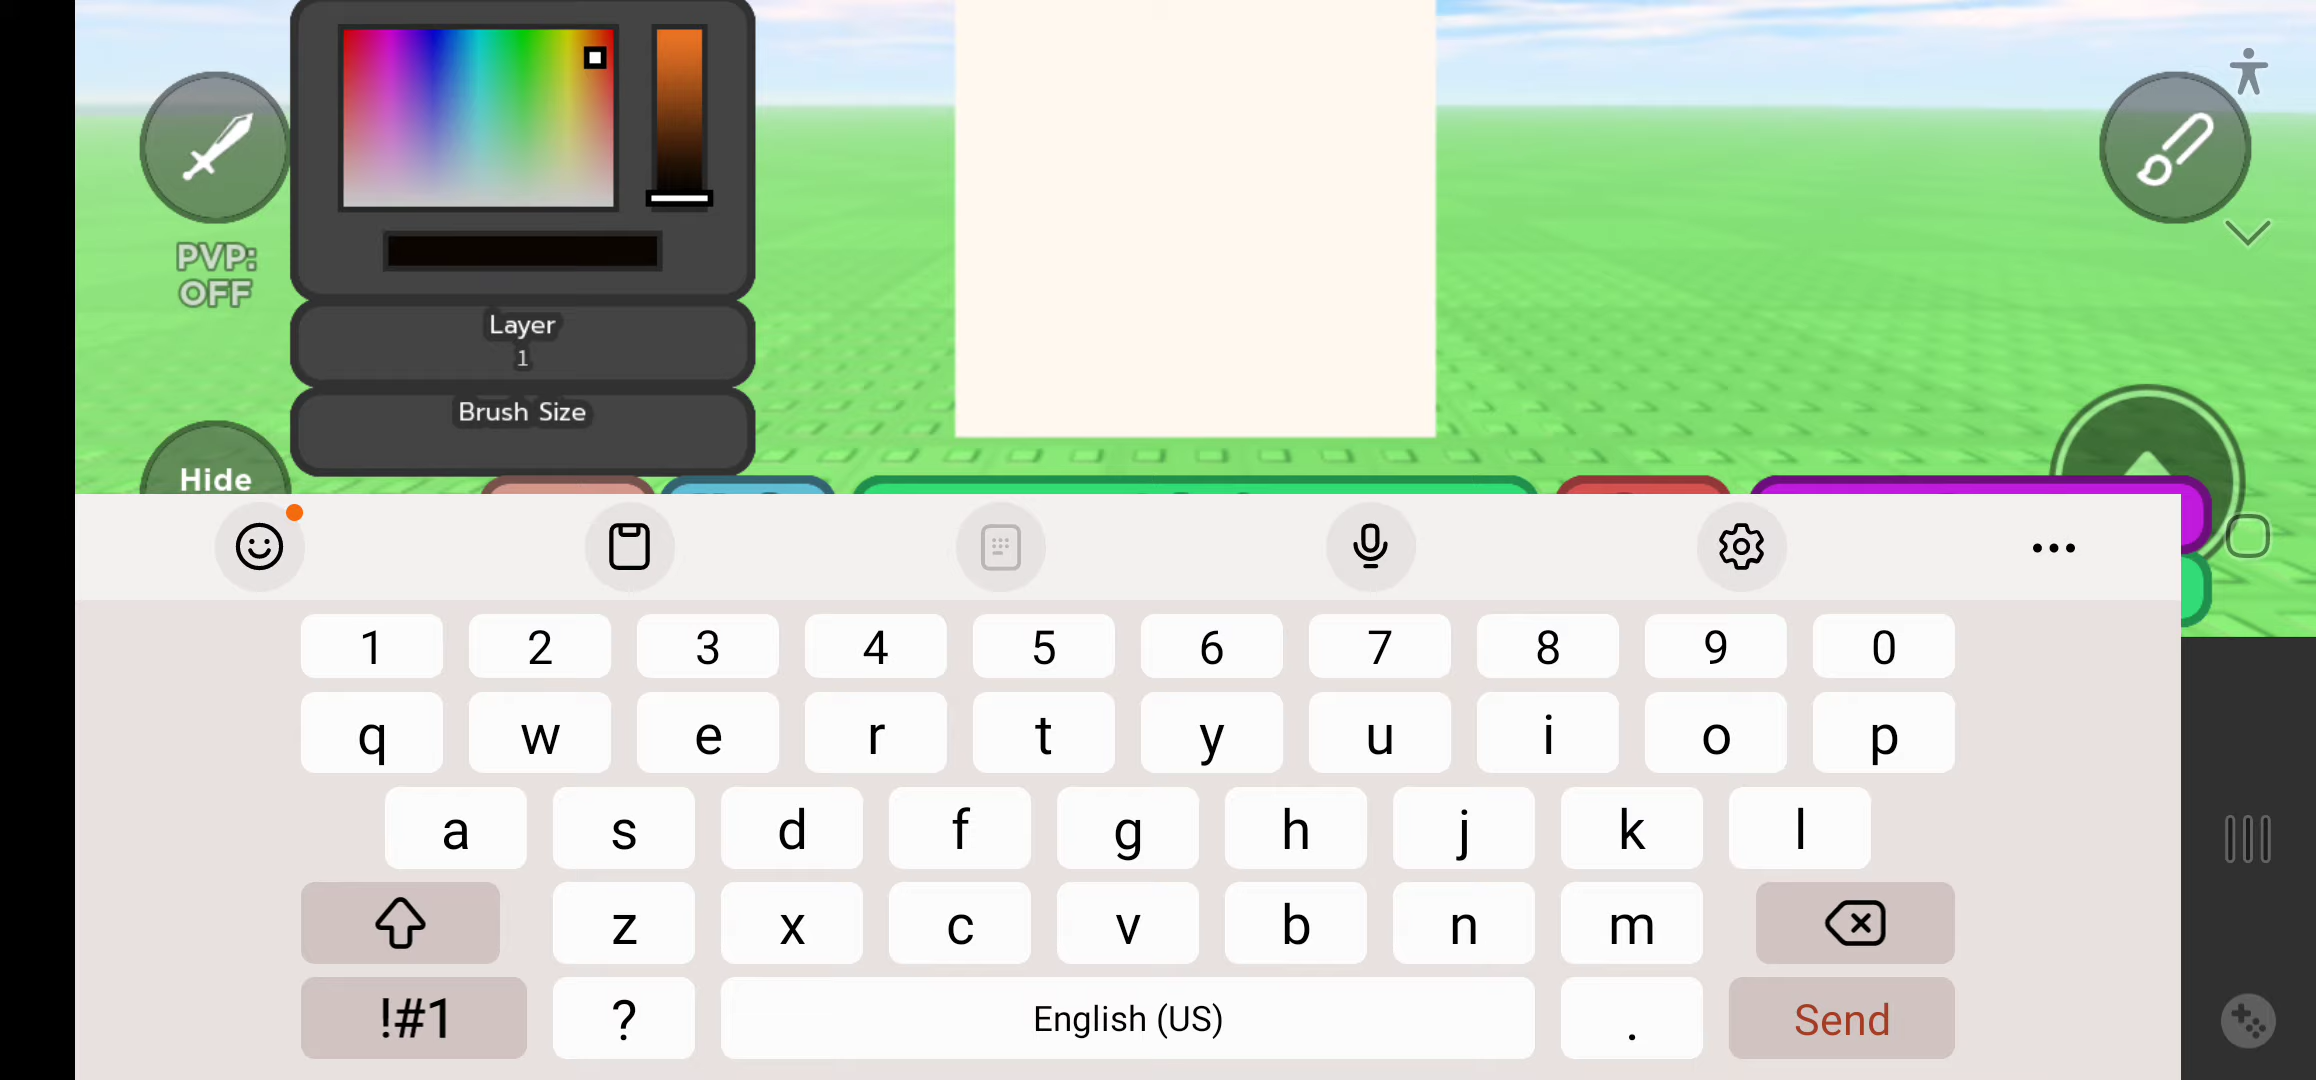 PVP:
OFF
Layer
1
Brush Size
Hide
1 2 3 4 5 6 7 8 9 0
q w e r t y u i o p
a s d f g h j k l
z x c v b n m
!#1 ? English (US) . Send